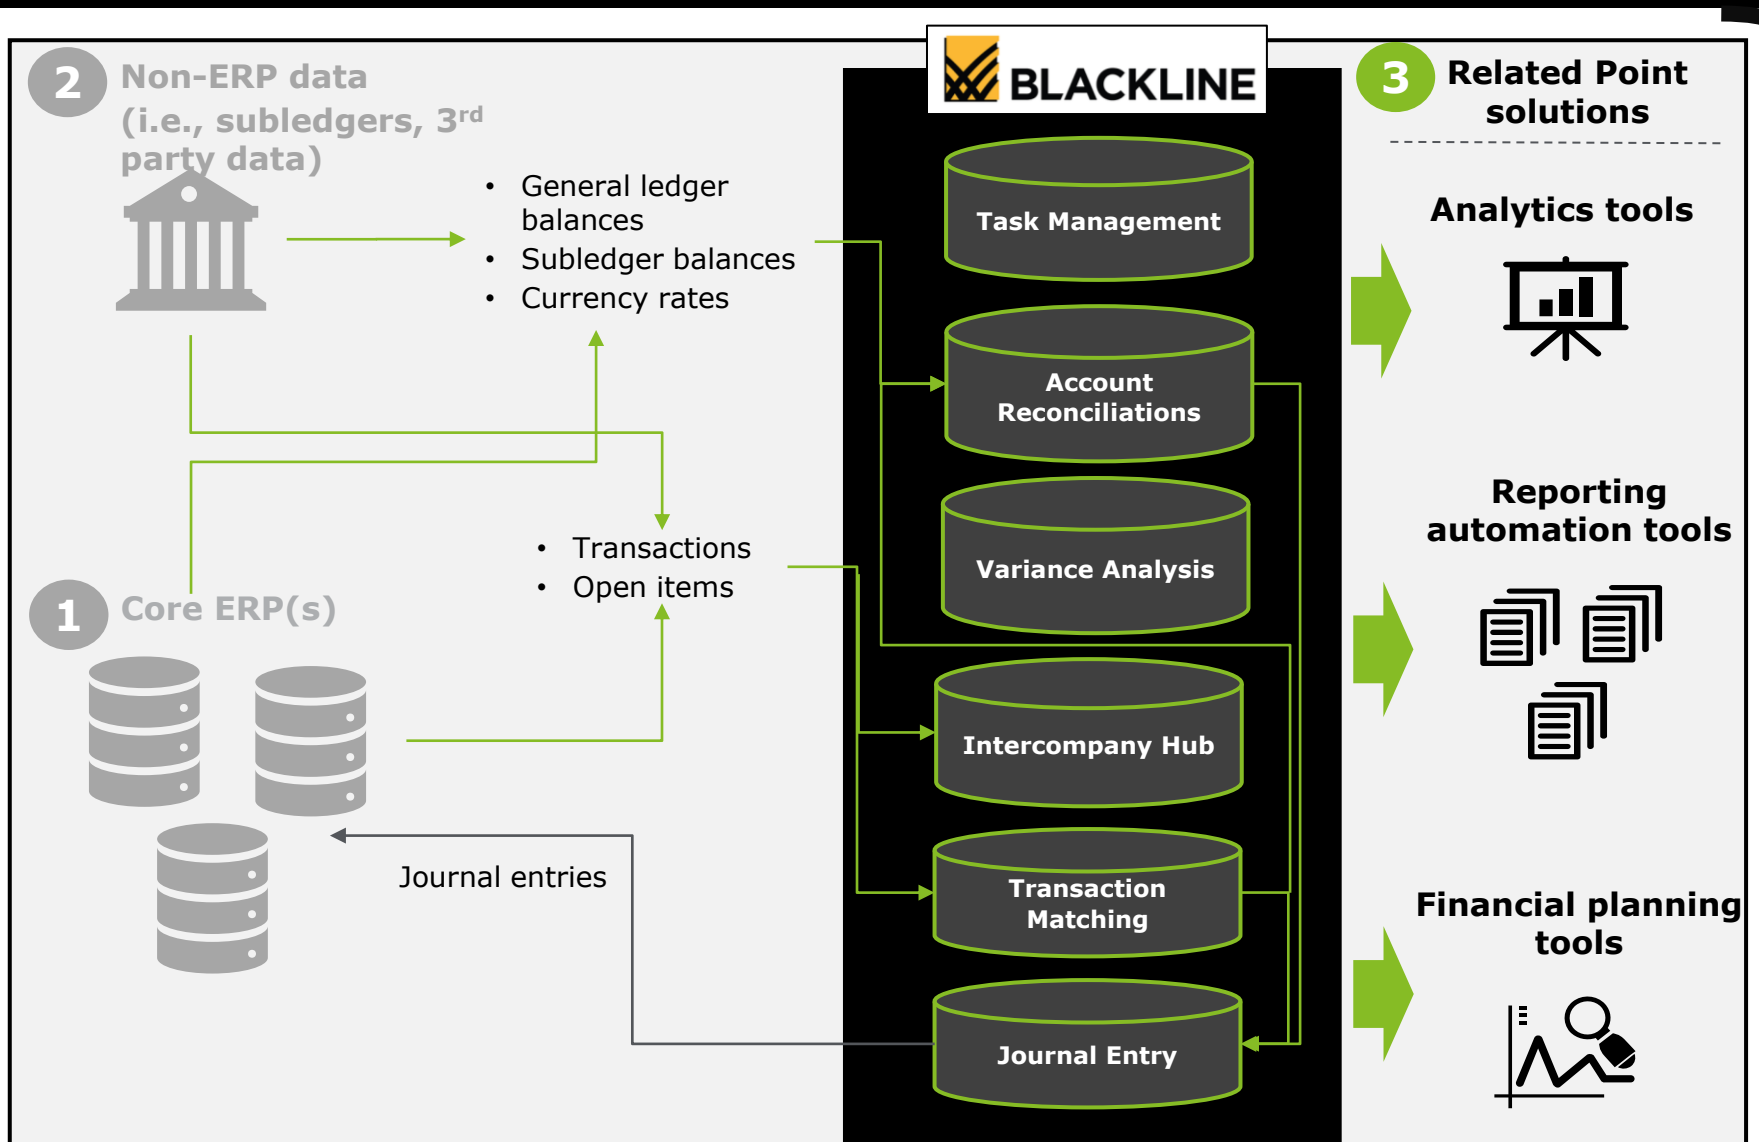 2
Non-ERP data
(i.e., subledgers, 3rd
party data)
• General ledger
balances
• Subledger balances
• Currency rates
• Transactions
• Open items
1
Core ERP(s)
Journal entries
BLACKLINE
Task Management
Account
Reconciliations
Variance Analysis
Intercompany Hub
Transaction
Matching
Journal Entry
3
Related Point
solutions
Analytics tools
Reporting
automation tools
Financial planning
tools